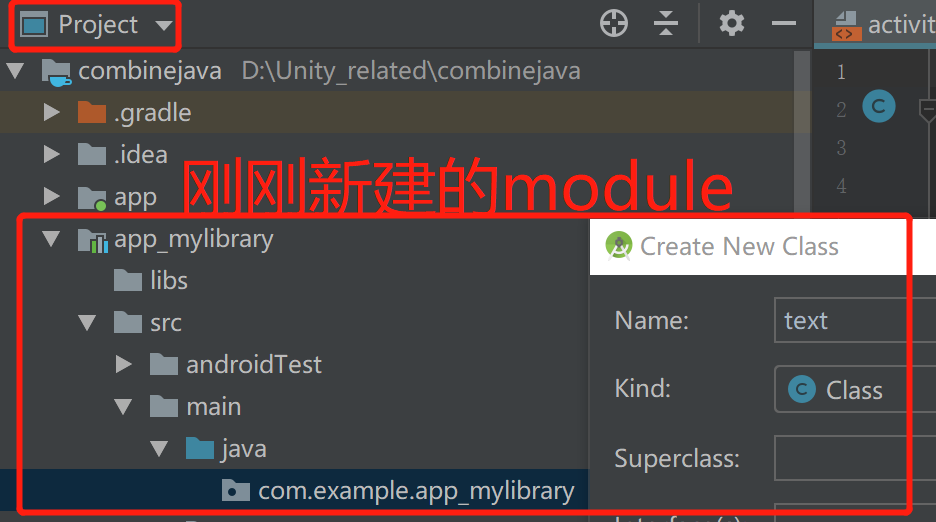 Project
activit
combinejava D:\Unity_related\combinejava
1
.gradle
2
.idea
3
app
4
刚刚新建的module
app_mylibrary
Create New Class
libs
src
Name: text
androidTest
Kind: Class
main
java
Superclass:
com.example.app_mylibrary